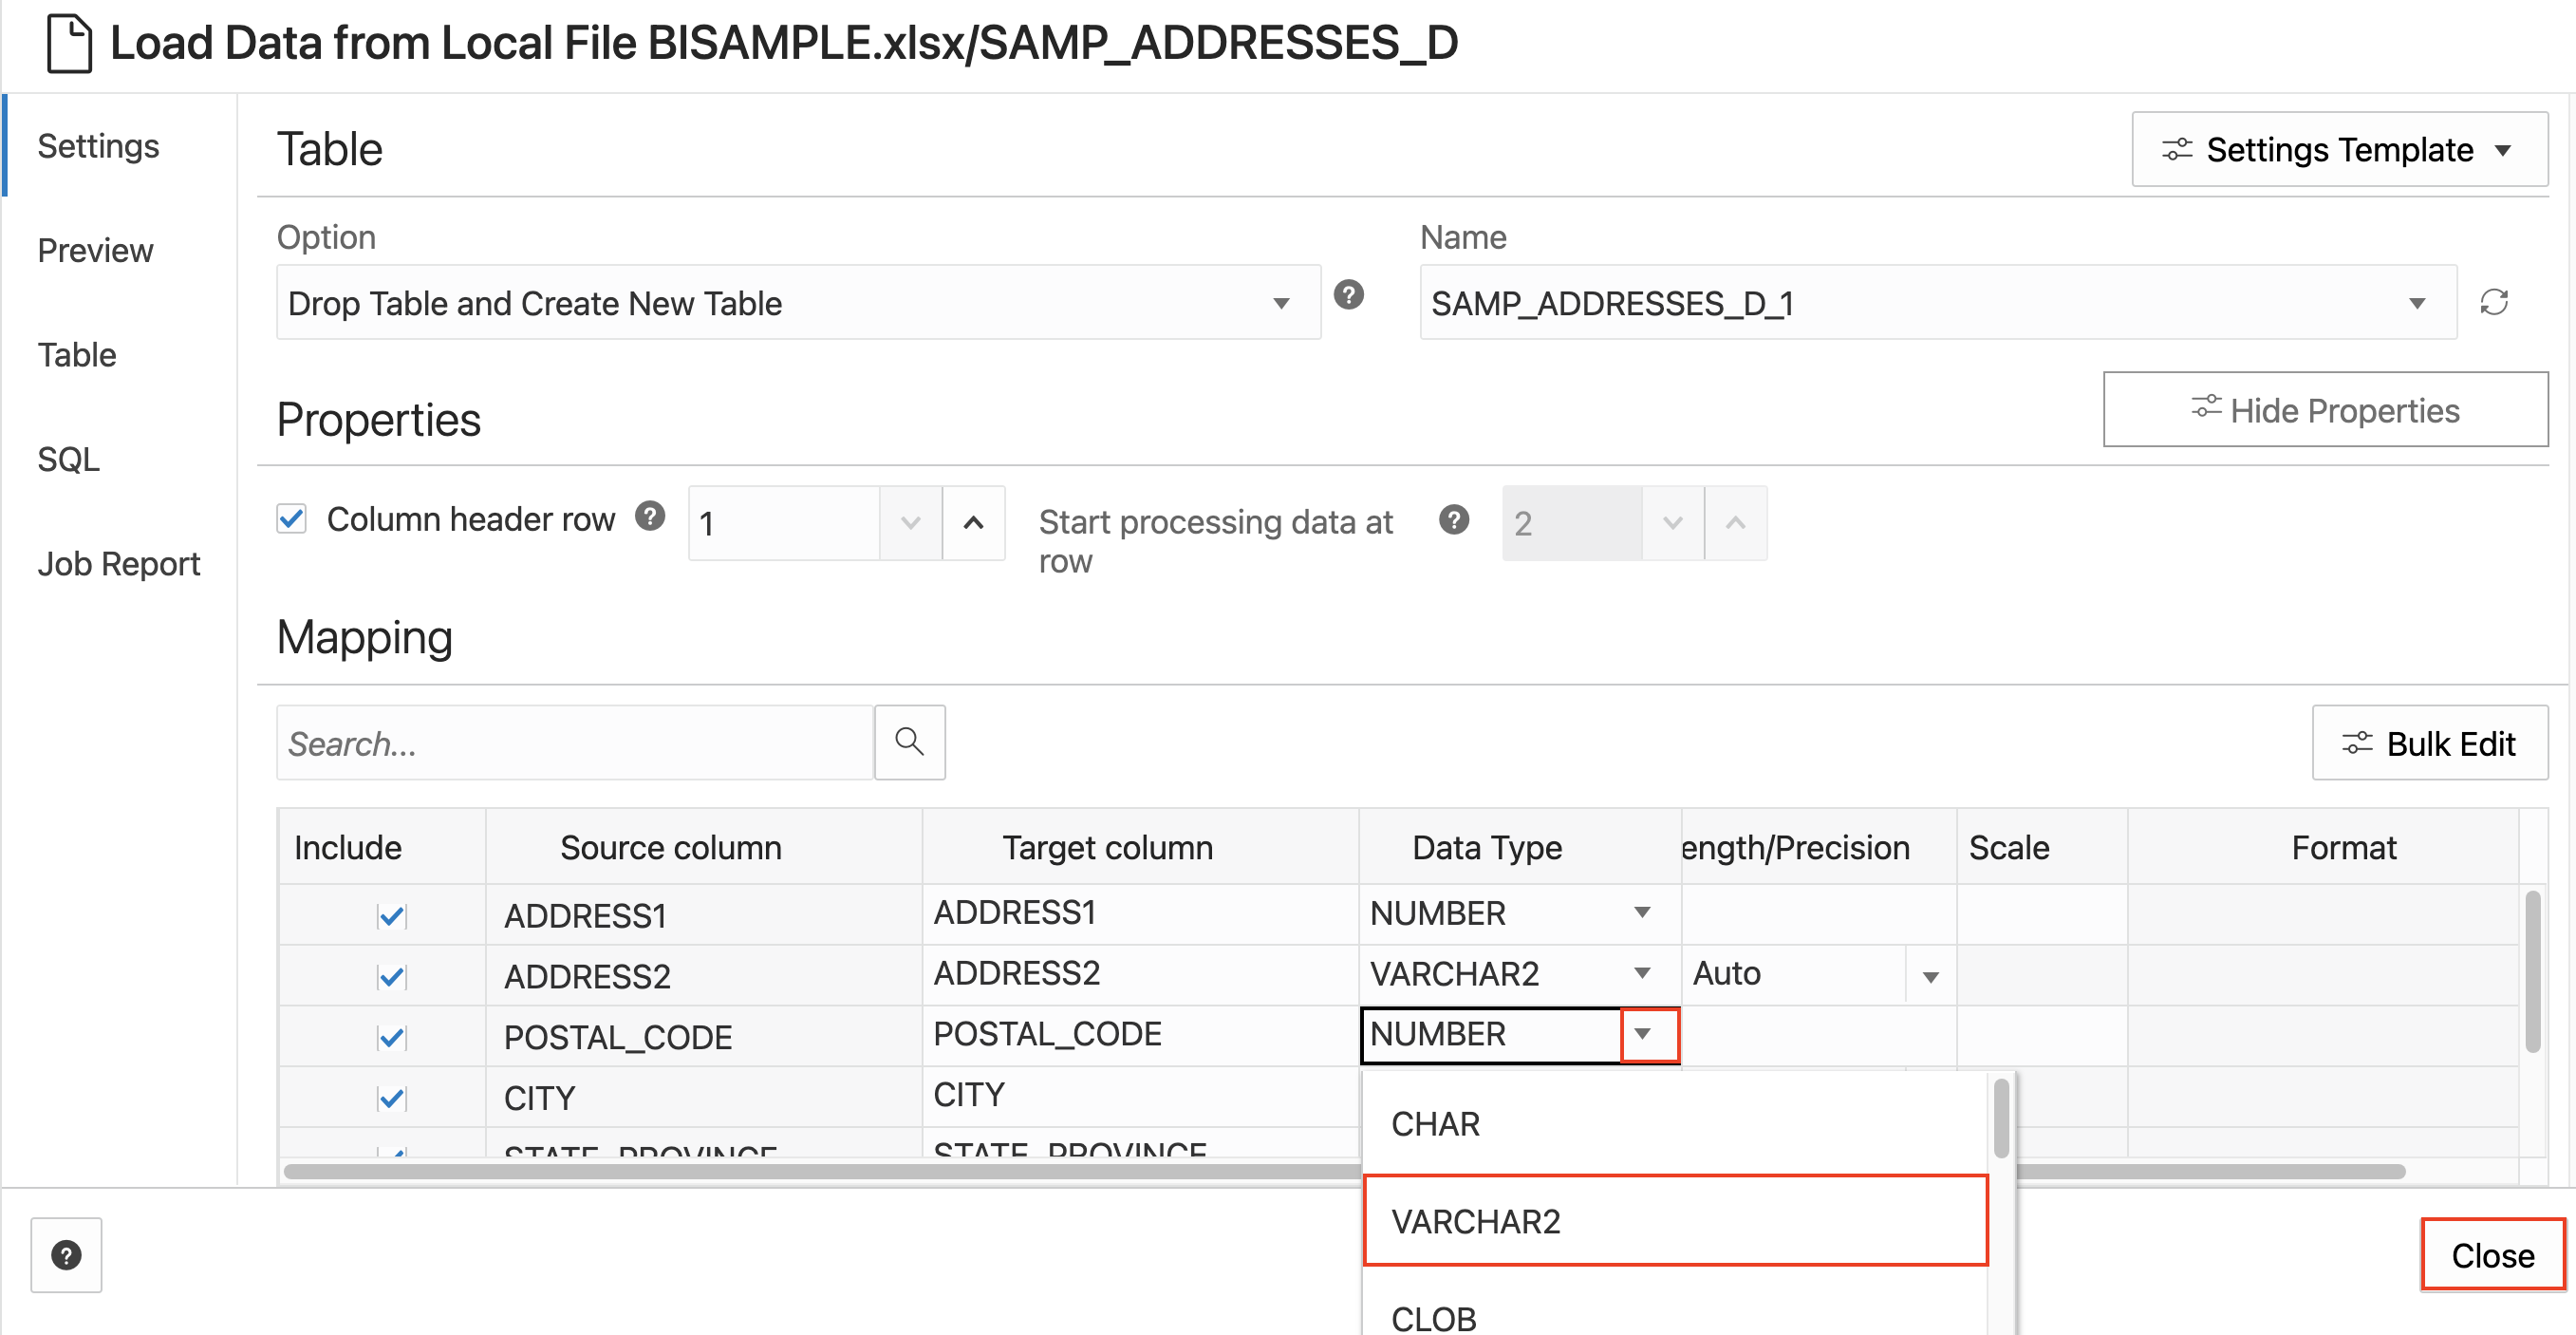 Load Data from Local File BISAMPLE.xlsx/SAMP_ADDRESSES_D
Settings
Preview
Table
SQL
Job Report
Table
Settings Template
Option
Name
Drop Table and Create New Table
?
SAMP_ADDRESSES_D_1
Properties
Hide Properties
Column header row ? 1
Start processing data at
row
? 2
Mapping
Search...
Bulk Edit
Include Source column Target column Data Type ength/Precision Scale Format
ADDRESS1 ADDRESS1 NUMBER
ADDRESS2 ADDRESS2 VARCHAR2 Auto
POSTAL_CODE POSTAL_CODE NUMBER
CITY CITY
STATE_PROVINCE STATE_PROVINCE
CHAR
VARCHAR2
CLOB
?
Close